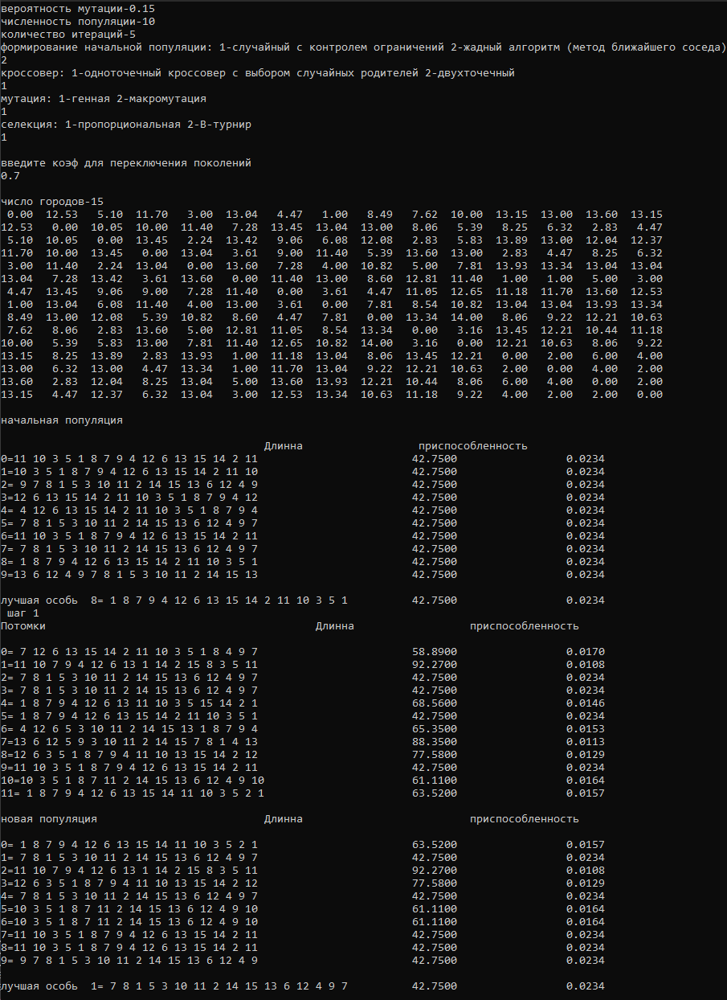 вероятность мутации-0.15
численность популяции-10
количество итераций-5
формирование начальной популяции: 1-случайный с контролем ограничений 2-жадный алгоритм (метод ближайшего соседа)
2
кроссовер: 1-одноточечный кроссовер с выбором случайных родителей 2-двухточечный
1
мутация: 1-генная 2-макромутация
1
селекция: 1-пропорциональная 2-В-турнир
1
введите коэф для переключения поколений
0.7
число городов-15
0.00 12.53 5.10 11.70 3.00 13.04 4.47 1.00 8.49 7.62 10.00 13.15 13.00 13.60 13.15
12.53 0.00 10.05 10.00 11.40 7.28 13.45 13.04 13.00 8.06 5.39 8.25 6.32 2.83 4.47
5.10 10.05 0.00 13.45 2.24 13.42 9.06 6.08 12.08 2.83 5.83 13.89 13.00 12.04 12.37
11.70 10.00 13.45 0.00 13.04 3.61 9.00 11.40 5.39 13.60 13.00 2.83 4.47 8.25 6.32
3.00 11.40 2.24 13.04 0.00 13.60 7.28 4.00 10.82 5.00 7.81 13.93 13.34 13.04 13.04
13.04 7.28 13.42 3.61 13.60 0.00 11.40 13.00 8.60 12.81 11.40 1.00 1.00 5.00 3.00
4.47 13.45 9.06 9.00 7.28 11.40 0.00 3.61 4.47 11.05 12.65 11.18 11.70 13.60 12.53
1.00 13.04 6.08 11.40 4.00 13.00 3.61 0.00 7.81 8.54 10.82 13.04 13.04 13.93 13.34
8.49 13.00 12.08 5.39 10.82 8.60 4.47 7.81 0.00 13.34 14.00 8.06 9.22 12.21 10.63
7.62 8.06 2.83 13.60 5.00 12.81 11.05 8.54 13.34 0.00 3.16 13.45 12.21 10.44 11.18
10.00 5.39 5.83 13.00 7.81 11.40 12.65 10.82 14.00 3.16 0.00 12.21 10.63 8.06 9.22
13.15 8.25 13.89 2.83 13.93 1.00 11.18 13.04 8.06 13.45 12.21 0.00 2.00 6.00 4.00
13.00 6.32 13.00 4.47 13.34 1.00 11.70 13.04 9.22 12.21 10.63 2.00 0.00 4.00 2.00
13.60 2.83 12.04 8.25 13.04 5.00 13.60 13.93 12.21 10.44 8.06 6.00 4.00 0.00 2.00
13.15 4.47 12.37 6.32 13.04 3.00 12.53 13.34 10.63 11.18 9.22 4.00 2.00 2.00 0.00
начальная популяция
Длинна приспособленность
0=11 10 3 5 1 8 7 9 4 12 6 13 15 14 2 11 42.7500 0.0234
1=10 3 5 1 8 7 9 4 12 6 13 15 14 2 11 10 42.7500 0.0234
2= 9 7 8 1 5 3 10 11 2 14 15 13 6 12 4 9 42.7500 0.0234
3=12 6 13 15 14 2 11 10 3 5 1 8 7 9 4 12 42.7500 0.0234
4= 4 12 6 13 15 14 2 11 10 3 5 1 8 7 9 4 42.7500 0.0234
5= 7 8 1 5 3 10 11 2 14 15 13 6 12 4 9 7 42.7500 0.0234
6=11 10 3 5 1 8 7 9 4 12 6 13 15 14 2 11 42.7500 0.0234
7= 7 8 1 5 3 10 11 2 14 15 13 6 12 4 9 7 42.7500 0.0234
8= 1 8 7 9 4 12 6 13 15 14 2 11 10 3 5 1 42.7500 0.0234
9=13 6 12 4 9 7 8 1 5 3 10 11 2 14 15 13 42.7500 0.0234
лучшая особь 8= 1 8 7 9 4 12 6 13 15 14 2 11 10 3 5 1 42.7500 0.0234
шаг 1
Потомки Длинна приспособленность
0= 7 12 6 13 15 14 2 11 10 3 5 1 8 4 9 7 58.8900 0.0170
1=11 10 7 9 4 12 6 13 1 14 2 15 8 3 5 11 92.2700 0.0108
2= 7 8 1 5 3 10 11 2 14 15 13 6 12 4 9 7 42.7500 0.0234
3= 7 8 1 5 3 10 11 2 14 15 13 6 12 4 9 7 42.7500 0.0234
4= 1 8 7 9 4 12 6 13 11 10 3 5 15 14 2 1 68.5600 0.0146
5= 1 8 7 9 4 12 6 13 15 14 2 11 10 3 5 1 42.7500 0.0234
6= 4 12 6 5 3 10 11 2 14 15 13 1 8 7 9 4 65.3500 0.0153
7=13 6 12 5 9 3 10 11 2 14 15 7 8 1 4 13 88.3500 0.0113
8=12 6 3 5 1 8 7 9 4 11 10 13 15 14 2 12 77.5800 0.0129
9=11 10 3 5 1 8 7 9 4 12 6 13 15 14 2 11 42.7500 0.0234
10=10 3 5 1 8 7 11 2 14 15 13 6 12 4 9 10 61.1100 0.0164
11= 1 8 7 9 4 12 6 13 15 14 11 10 3 5 2 1 63.5200 0.0157
новая популяция Длинна приспособленность
0= 1 8 7 9 4 12 6 13 15 14 11 10 3 5 2 1 63.5200 0.0157
1= 7 8 1 5 3 10 11 2 14 15 13 6 12 4 9 7 42.7500 0.0234
2=11 10 7 9 4 12 6 13 1 14 2 15 8 3 5 11 92.2700 0.0108
3=12 6 3 5 1 8 7 9 4 11 10 13 15 14 2 12 77.5800 0.0129
4= 7 8 1 5 3 10 11 2 14 15 13 6 12 4 9 7 42.7500 0.0234
5=10 3 5 1 8 7 11 2 14 15 13 6 12 4 9 10 61.1100 0.0164
6=10 3 5 1 8 7 11 2 14 15 13 6 12 4 9 10 61.1100 0.0164
7=11 10 3 5 1 8 7 9 4 12 6 13 15 14 2 11 42.7500 0.0234
8=11 10 3 5 1 8 7 9 4 12 6 13 15 14 2 11 42.7500 0.0234
9= 9 7 8 1 5 3 10 11 2 14 15 13 6 12 4 9 42.7500 0.0234
лучшая особь 1= 7 8 1 5 3 10 11 2 14 15 13 6 12 4 9 7 42.7500 0.0234